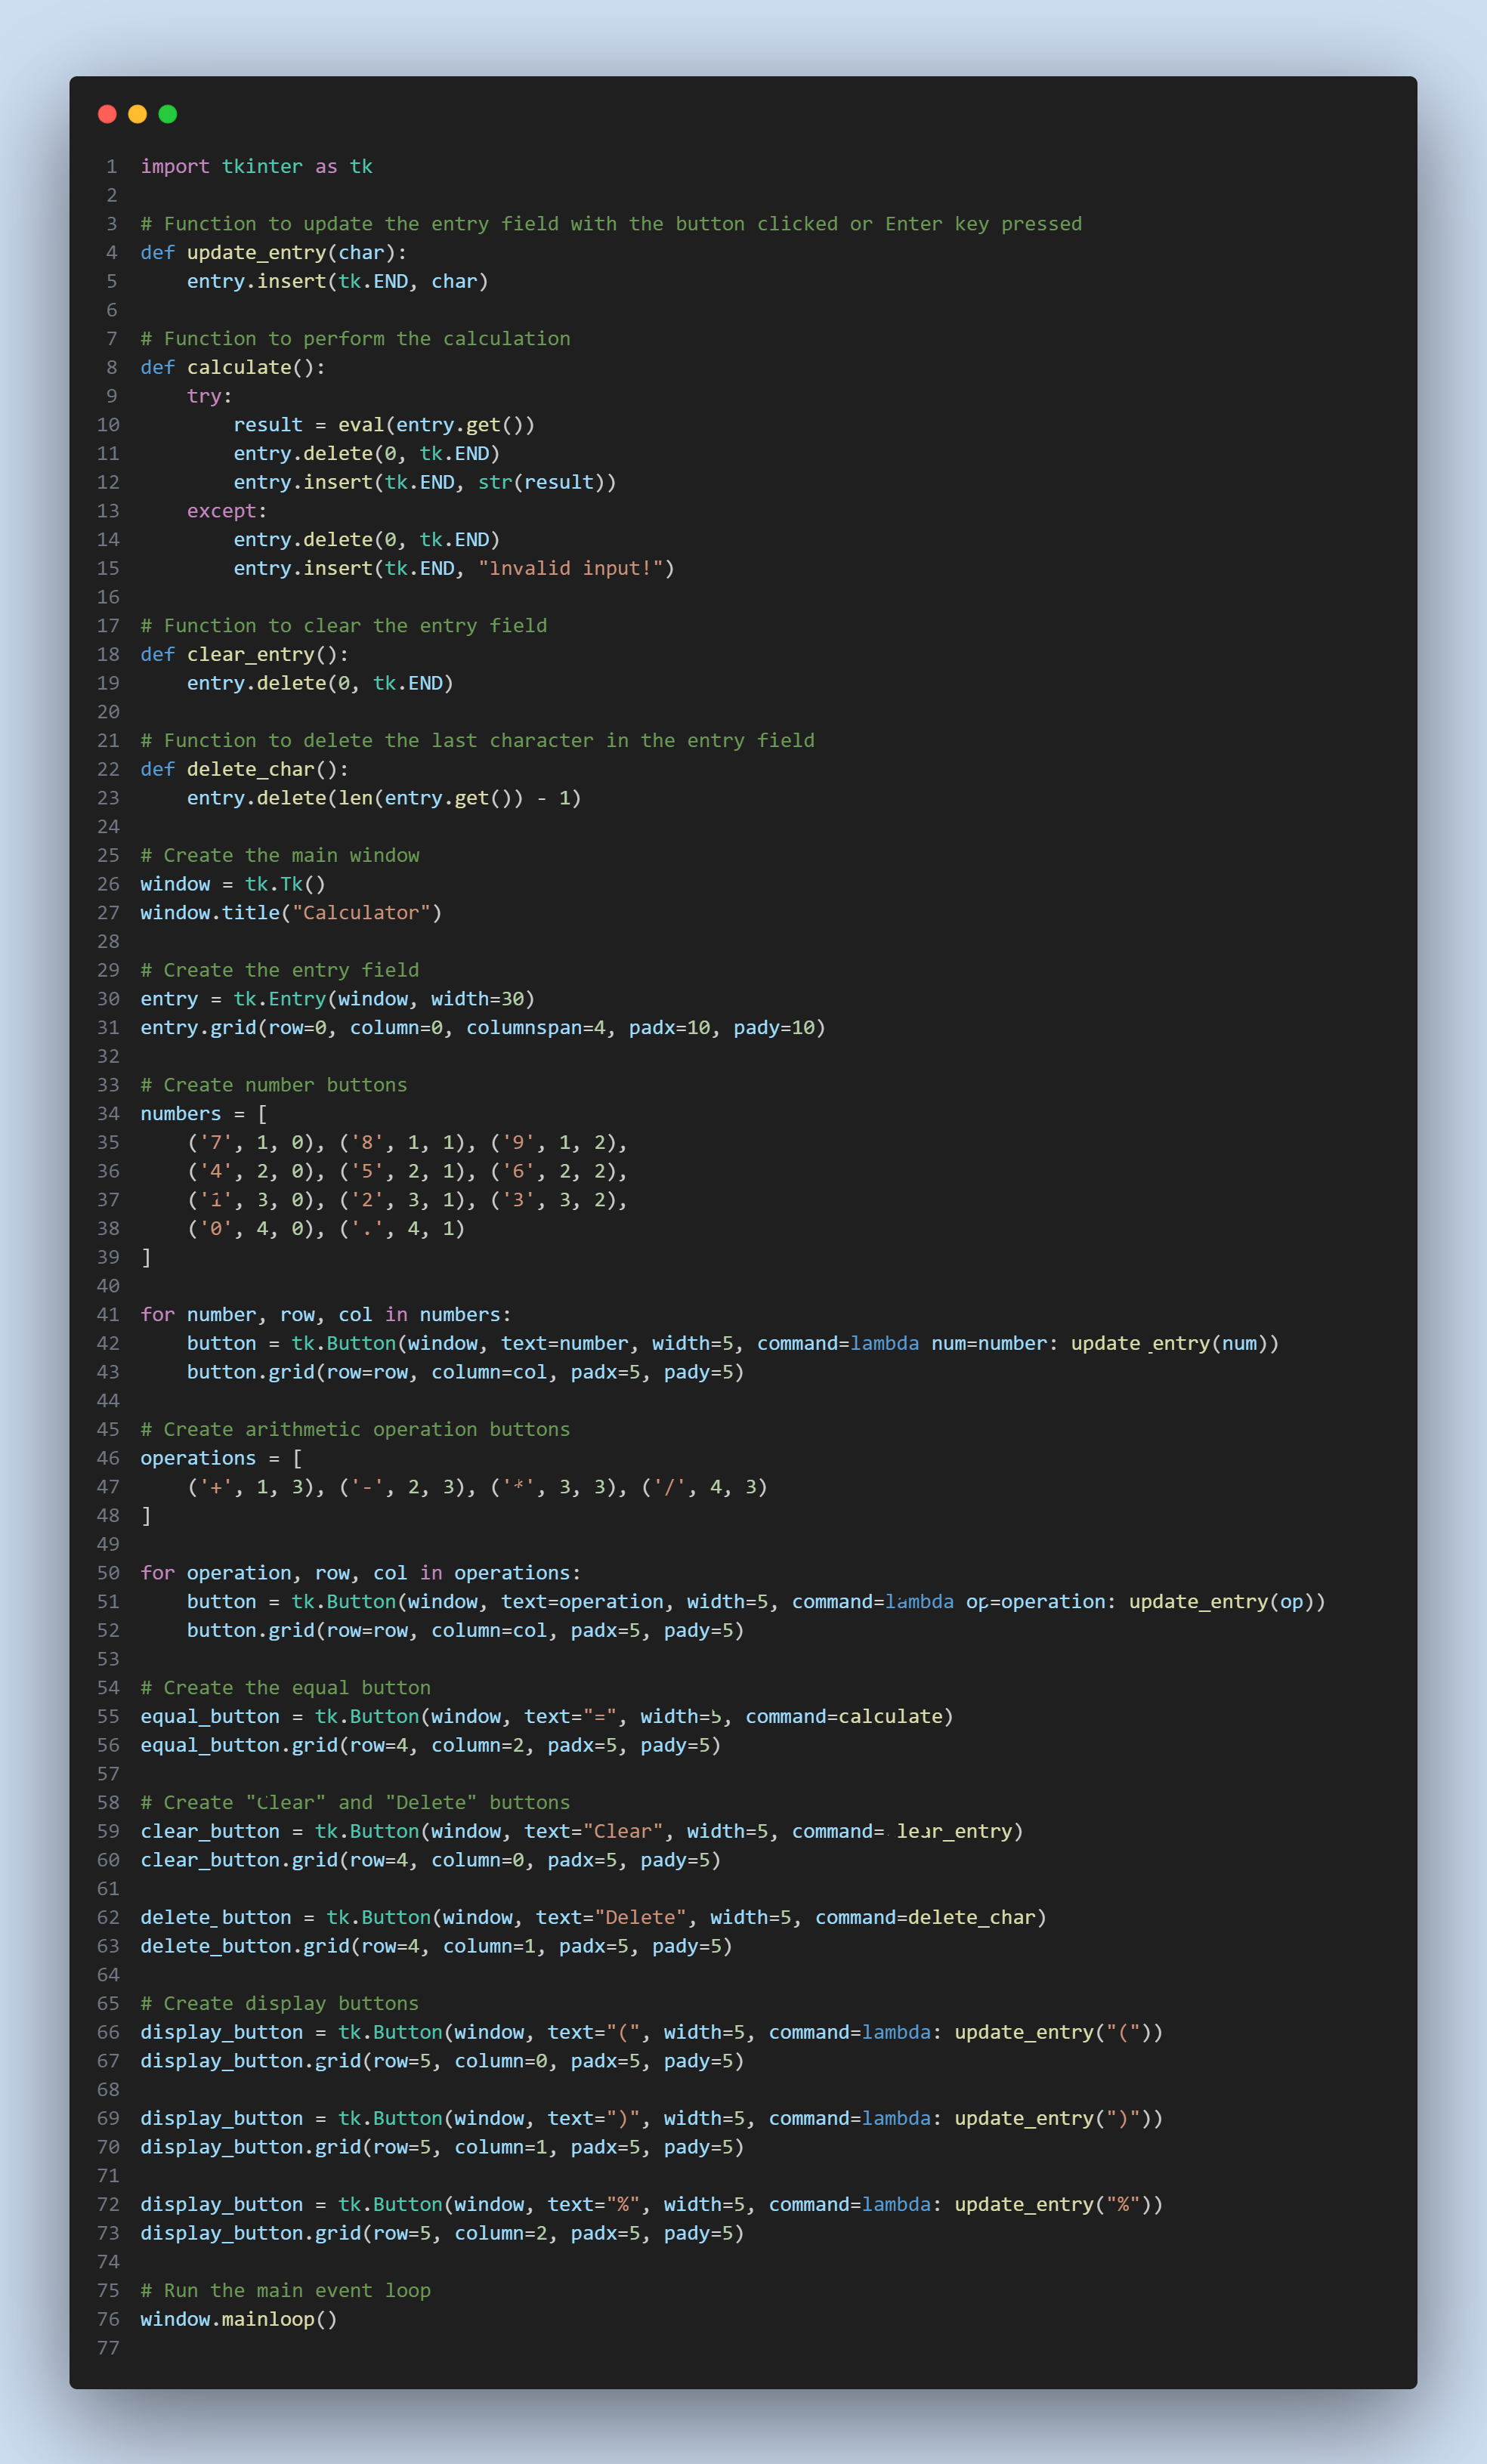 1 import tkinter as tk
2
3 # Function to update the entry field with the button clicked or Enter key pressed
4 def update_entry(char):
5     entry.insert(tk.END, char)
6
7 # Function to perform the calculation
8 def calculate():
9     try:
10         result = eval(entry.get())
11         entry.delete(0, tk.END)
12         entry.insert(tk.END, str(result))
13     except:
14         entry.delete(0, tk.END)
15         entry.insert(tk.END, "lnvalid input!")
16
17 # Function to clear the entry field
18 def clear_entry():
19     entry.delete(0, tk.END)
20
21 # Function to delete the last character in the entry field
22 def delete_char():
23     entry.delete(len(entry.get()) - 1)
24
25 # Create the main window
26 window = tk.Tk()
27 window.title("Calculator")
28
29 # Create the entry field
30 entry = tk.Entry(window, width=30)
31 entry.grid(row=0, column=0, columnspan=4, padx=10, pady=10)
32
33 # Create number buttons
34 numbers = [
35     ('7', 1, 0), ('8', 1, 1), ('9', 1, 2),
36     ('4', 2, 0), ('5', 2, 1), ('6', 2, 2),
37     ('1', 3, 0), ('2', 3, 1), ('3', 3, 2),
38     ('0', 4, 0), ('.', 4, 1)
39 ]
40
41 for number, row, col in numbers:
42     button = tk.Button(window, text=number, width=5, command=lambda num=number: update_entry(num))
43     button.grid(row=row, column=col, padx=5, pady=5)
44
45 # Create arithmetic operation buttons
46 operations = [
47     ('+', 1, 3), ('-', 2, 3), ('*', 3, 3), ('/', 4, 3)
48 ]
49
50 for operation, row, col in operations:
51     button = tk.Button(window, text=operation, width=5, command=lambda op=operation: update_entry(op))
52     button.grid(row=row, column=col, padx=5, pady=5)
53
54 # Create the equal button
55 equal_button = tk.Button(window, text="=", width=5, command=calculate)
56 equal_button.grid(row=4, column=2, padx=5, pady=5)
57
58 # Create "Clear" and "Delete" buttons
59 clear_button = tk.Button(window, text="Clear", width=5, command= lear_entry)
60 clear_button.grid(row=4, column=0, padx=5, pady=5)
61
62 delete_button = tk.Button(window, text="Delete", width=5, command=delete_char)
63 delete_button.grid(row=4, column=1, padx=5, pady=5)
64
65 # Create display buttons
66 display_button = tk.Button(window, text="(", width=5, command=lambda: update_entry("("))
67 display_button.grid(row=5, column=0, padx=5, pady=5)
68
69 display_button = tk.Button(window, text=")", width=5, command=lambda: update_entry(")"))
70 display_button.grid(row=5, column=1, padx=5, pady=5)
71
72 display_button = tk.Button(window, text="%", width=5, command=lambda: update_entry("%"))
73 display_button.grid(row=5, column=2, padx=5, pady=5)
74
75 # Run the main event loop
76 window.mainloop()
77